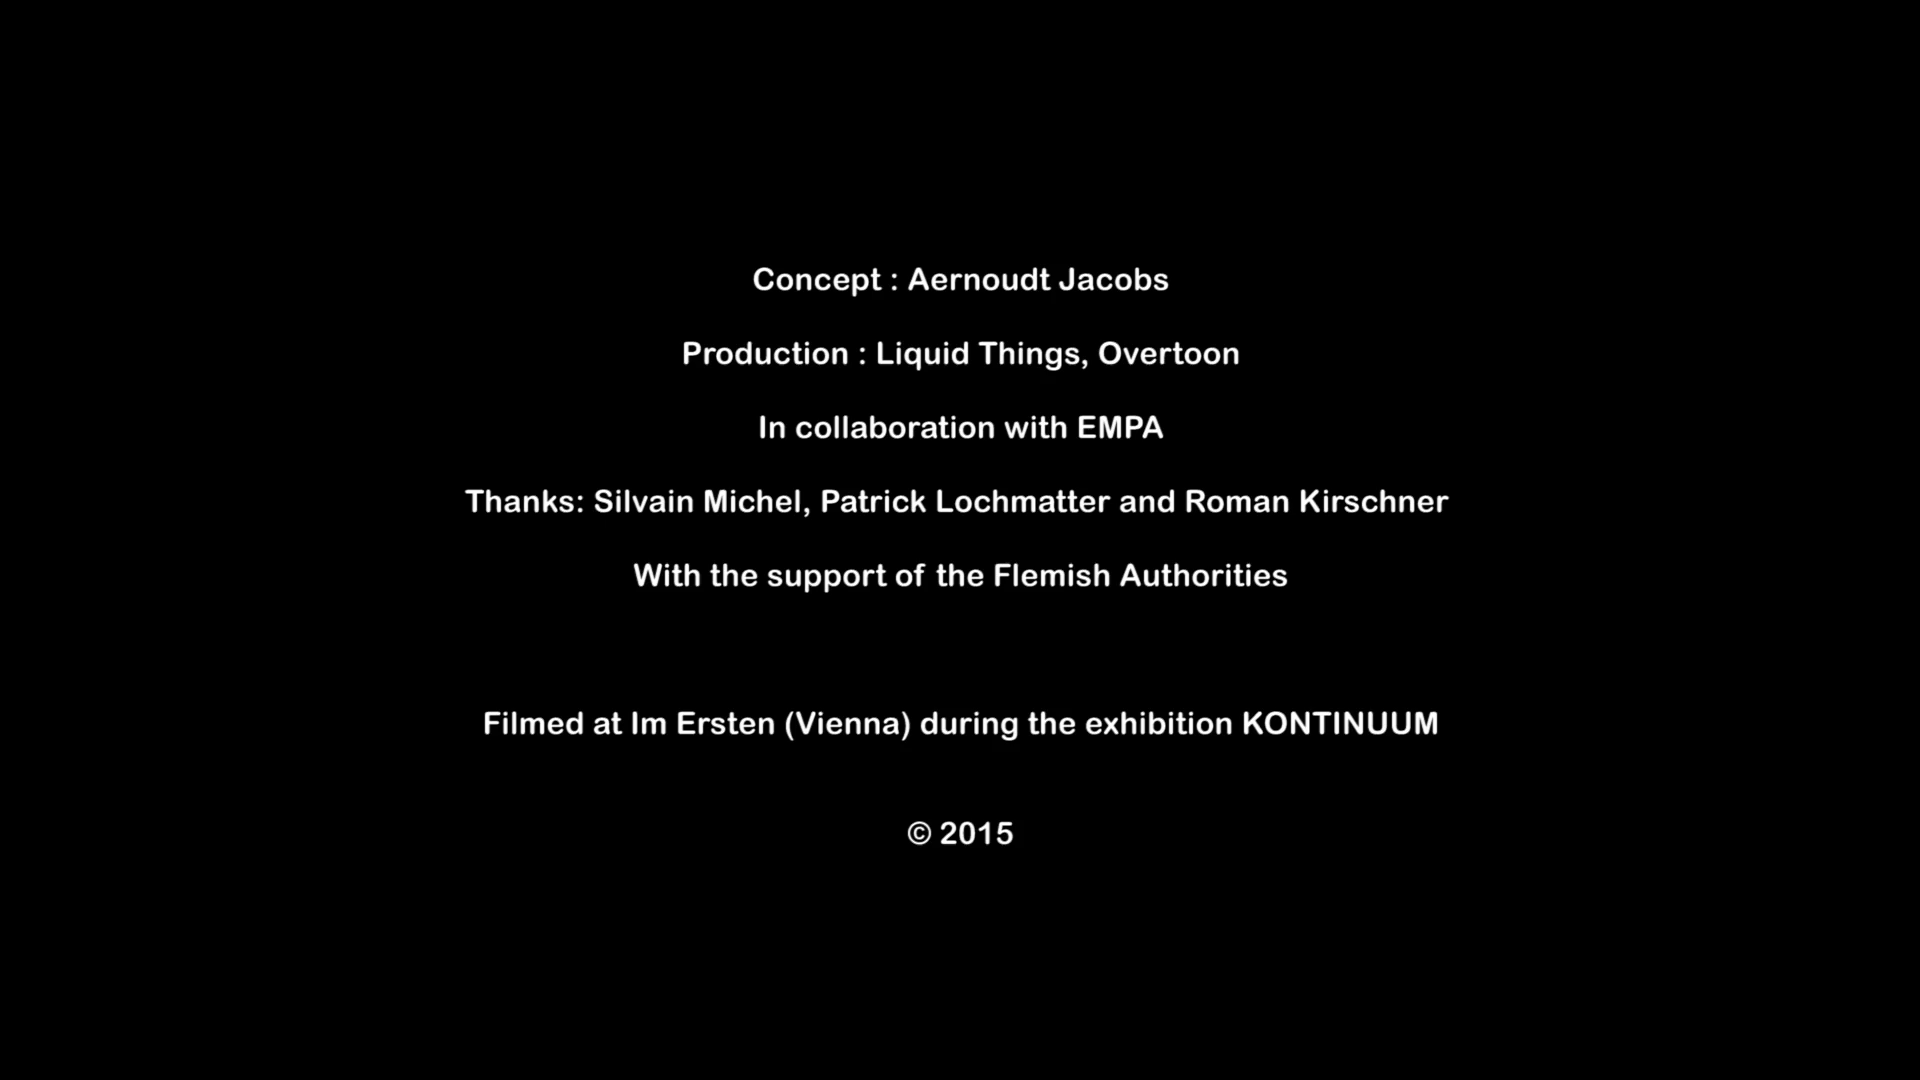 Concept : Aernoudt Jacobs
Production : Liquid Things, Overtoon
In collaboration with EMPA
Thanks: Silvain Michel, Patrick Lochmatter and Roman Kirschner
With the support of the Flemish Authorities
Filmed at Im Ersten (Vienna) during the exhibition KONTINUUM
© 2015